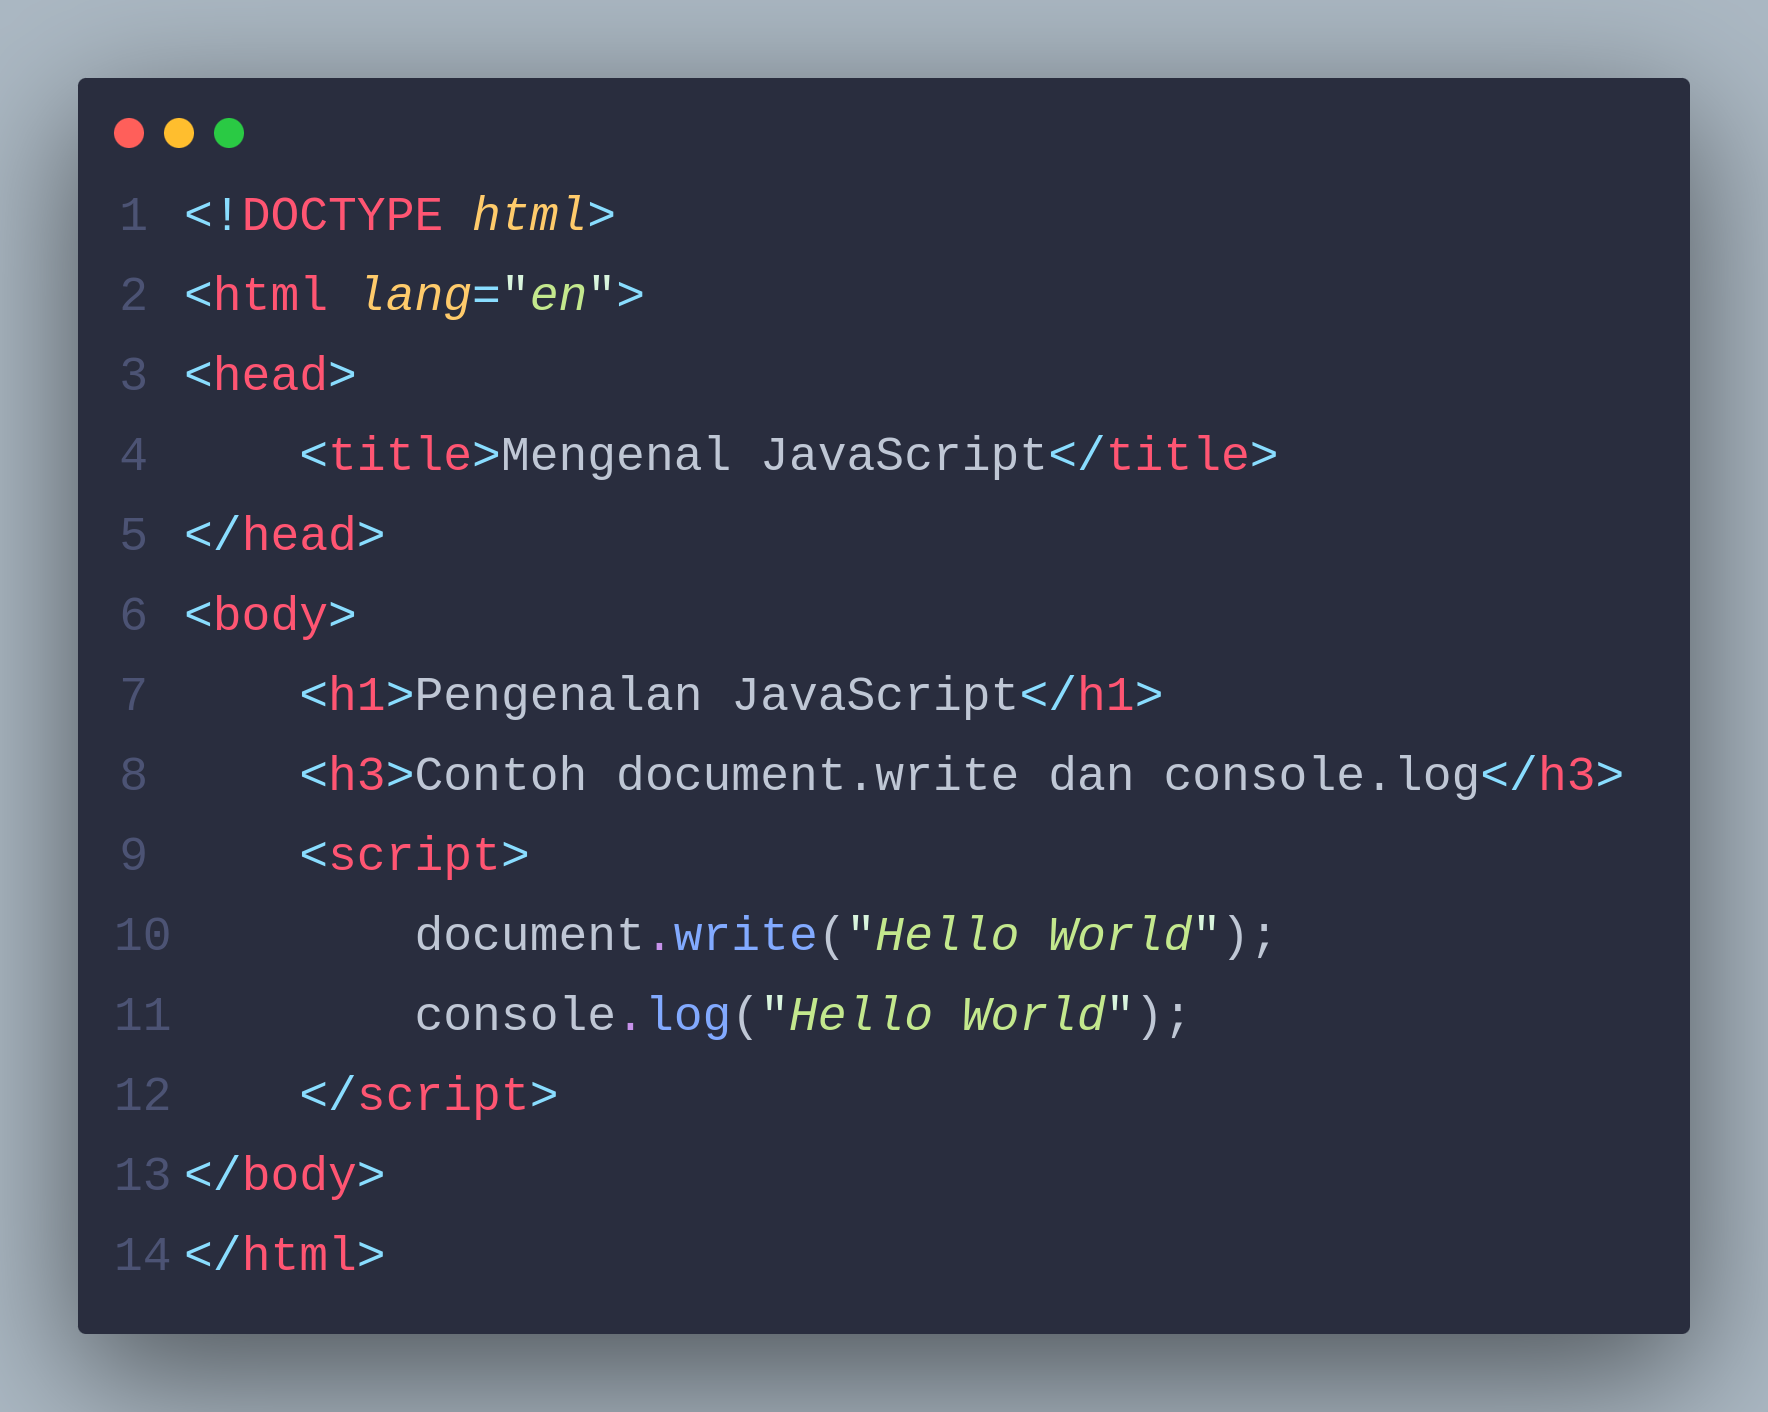 1 <!DOCTYPE html>
2 <html lang="en">
3 <head>
4     <title>Mengenal JavaScript</title>
5 </head>
6 <body>
7     <h1>Pengenalan JavaScript</h1>
8     <h3>Contoh document.write dan console.log</h3>
9     <script>
10         document.write("Hello World");
11         console.log("Hello World");
12     </script>
13 </body>
14 </html>